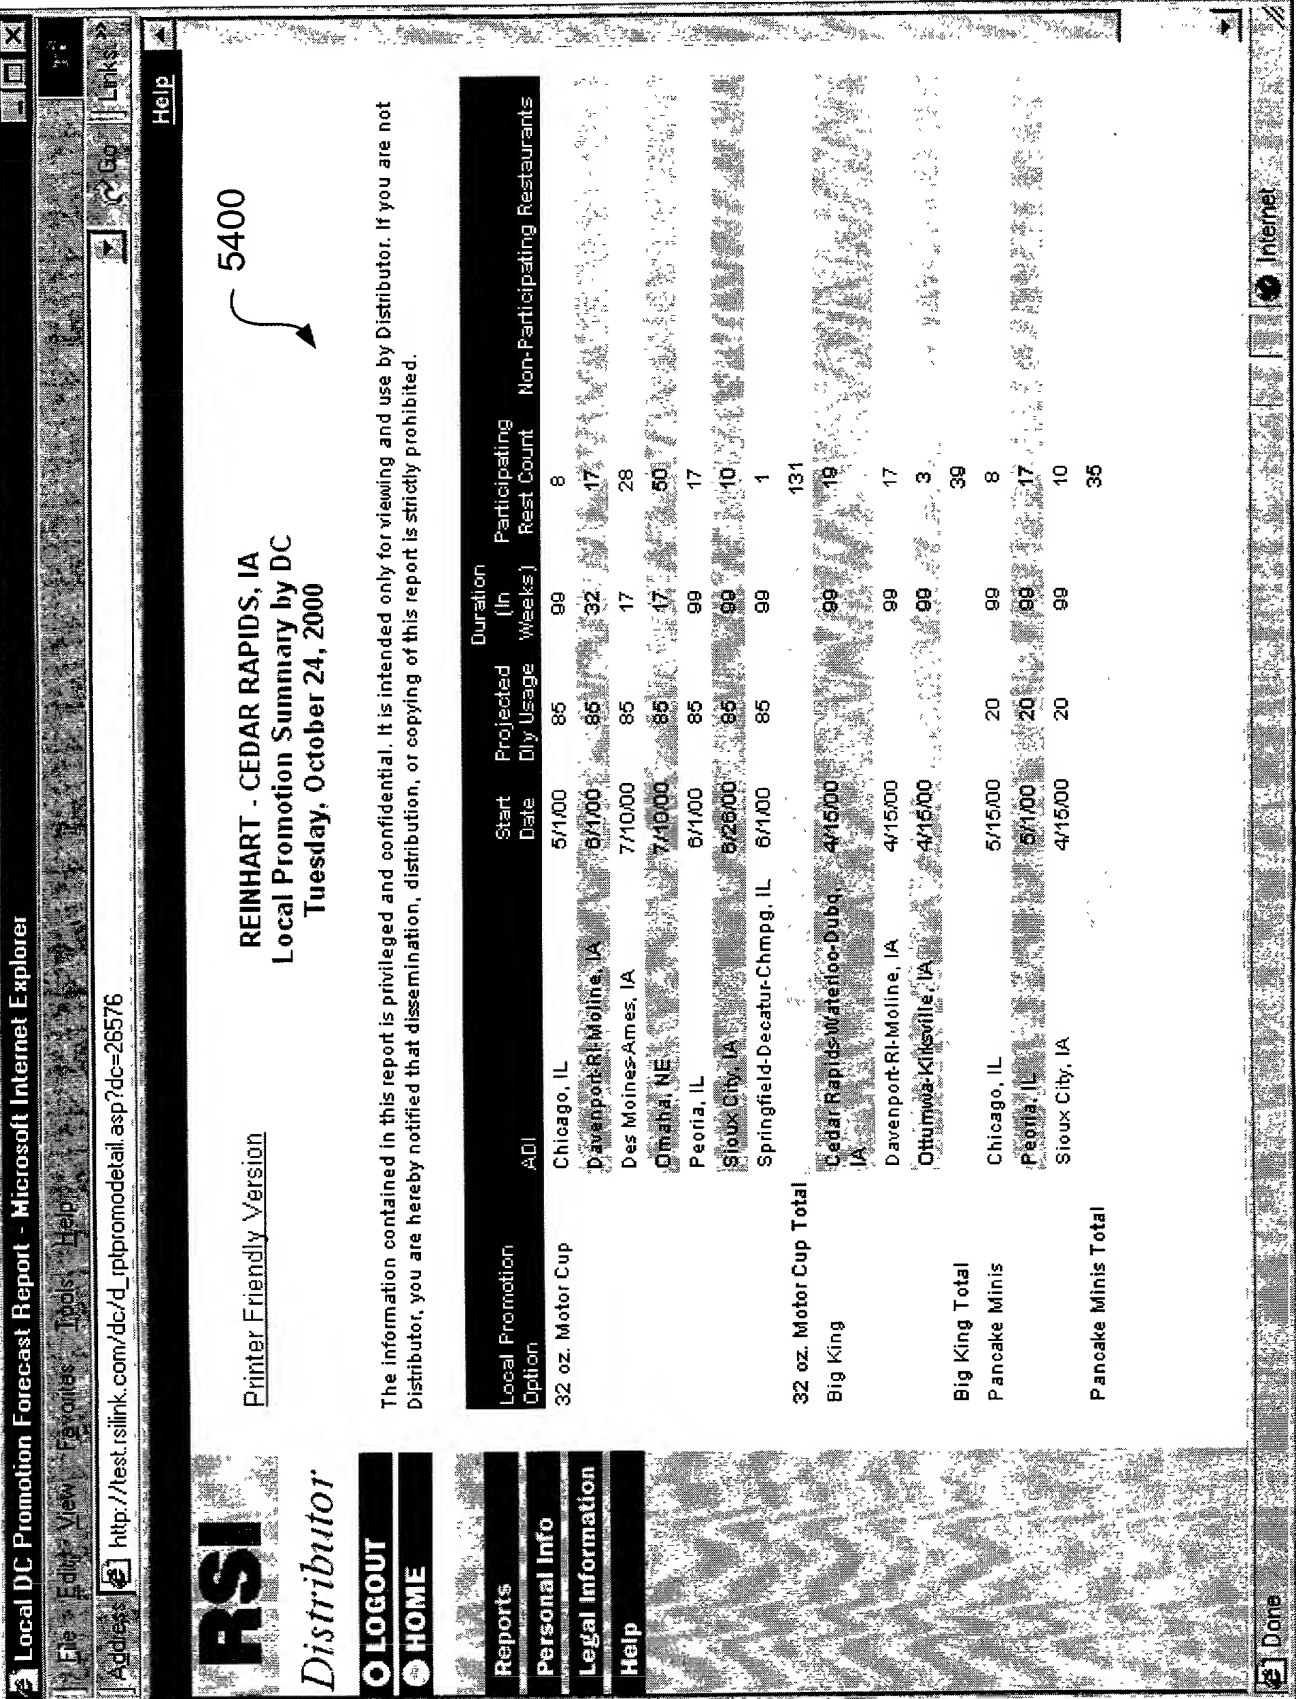 Local DC Promotion Forecast Report - Microsoft Internet Explorer
File Edit View Favorites Tools Help
Address http://test.rsilink.com/dc/d_rptpromodetail.asp?dc=26576 Go Links »
Help
RSI
Distributor
LOGOUT
HOME
Reports
Personal Info
Legal Information
Help
Printer Friendly Version
REINHART - CEDAR RAPIDS, IA
Local Promotion Summary by DC
Tuesday, October 24, 2000
5400
The information contained in this report is privileged and confidential. It is intended only for viewing and use by Distributor. If you are not
Distributor, you are hereby notified that dissemination, distribution, or copying of this report is strictly prohibited.
Local Promotion Option ADI Start Date Projected Dly Usage Duration (In Weeks) Participating Rest Count Non-Participating Restaurants
32 oz. Motor Cup Chicago, IL 5/1/00 85 99 8
Davenport-RI-Moline, IA 6/1/00 85 32 17
Des Moines-Ames, IA 7/10/00 85 17 28
Omaha, NE 7/10/00 85 17 50
Peoria, IL 6/1/00 85 99 17
Sioux City, IA 6/26/00 85 99 10
Springfield-Decatur-Chmpg, IL 6/1/00 85 99 1
32 oz. Motor Cup Total 131
Big King Cedar Rapids-Waterloo-Dubq, IA 4/15/00 99 19
Davenport-RI-Moline, IA 4/15/00 99 17
Ottumwa-Kirksville, IA 4/15/00 99 3
Big King Total 39
Pancake Minis Chicago, IL 5/15/00 20 99 8
Peoria, IL 5/1/00 20 99 17
Sioux City, IA 4/15/00 20 99 10
Pancake Minis Total 35
Done Internet